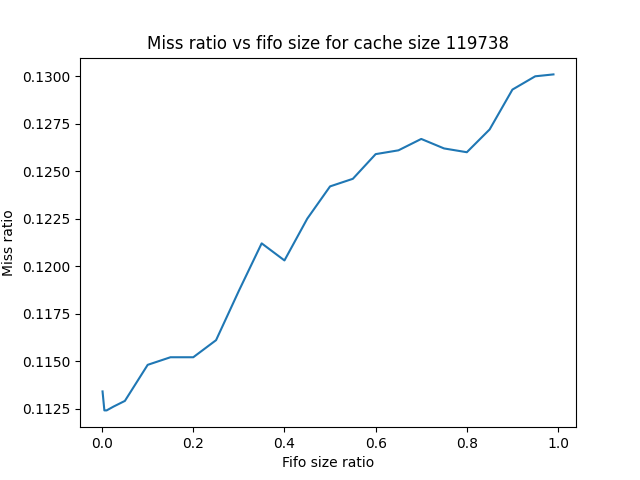 Miss ratio vs fifo size for cache size 119738
0.1300
0.1275
0.1250
0.1225
0.1200
0.1175
0.1150
0.1125
Miss ratio
0.0 0.2 0.4 0.6 0.8 1.0
Fifo size ratio